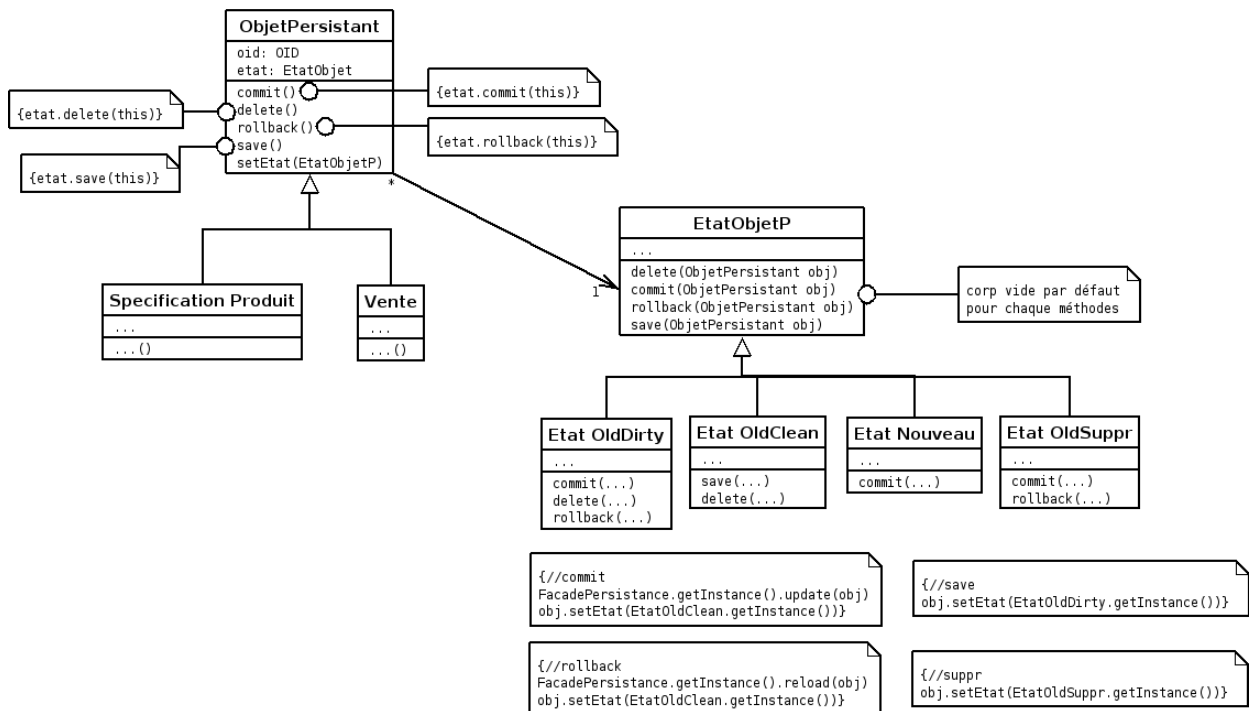 ObjetPersistant
oid: OID
etat: EtatObjet
commit()
delete()
rollback()
save()
setEtat(EtatObjetP)
{etat.delete(this)}
{etat.save(this)}
{etat.commit(this)}
{etat.rollback(this)}
*
1
Specification Produit
...
...()
Vente
...
...()
EtatObjetP
...
delete(ObjetPersistant obj)
commit(ObjetPersistant obj)
rollback(ObjetPersistant obj)
save(ObjetPersistant obj)
corp vide par défaut
pour chaque méthodes
Etat OldDirty
...
commit(...)
delete(...)
rollback(...)
Etat OldClean
...
save(...)
delete(...)
Etat Nouveau
...
commit(...)
Etat OldSuppr
...
commit(...)
rollback(...)
{//commit
FacadePersistance.getInstance().update(obj)
obj.setEtat(EtatOldClean.getInstance())}
{//save
obj.setEtat(EtatOldDirty.getInstance())}
{//rollback
FacadePersistance.getInstance().reload(obj)
obj.setEtat(EtatOldClean.getInstance())}
{//suppr
obj.setEtat(EtatOldSuppr.getInstance())}